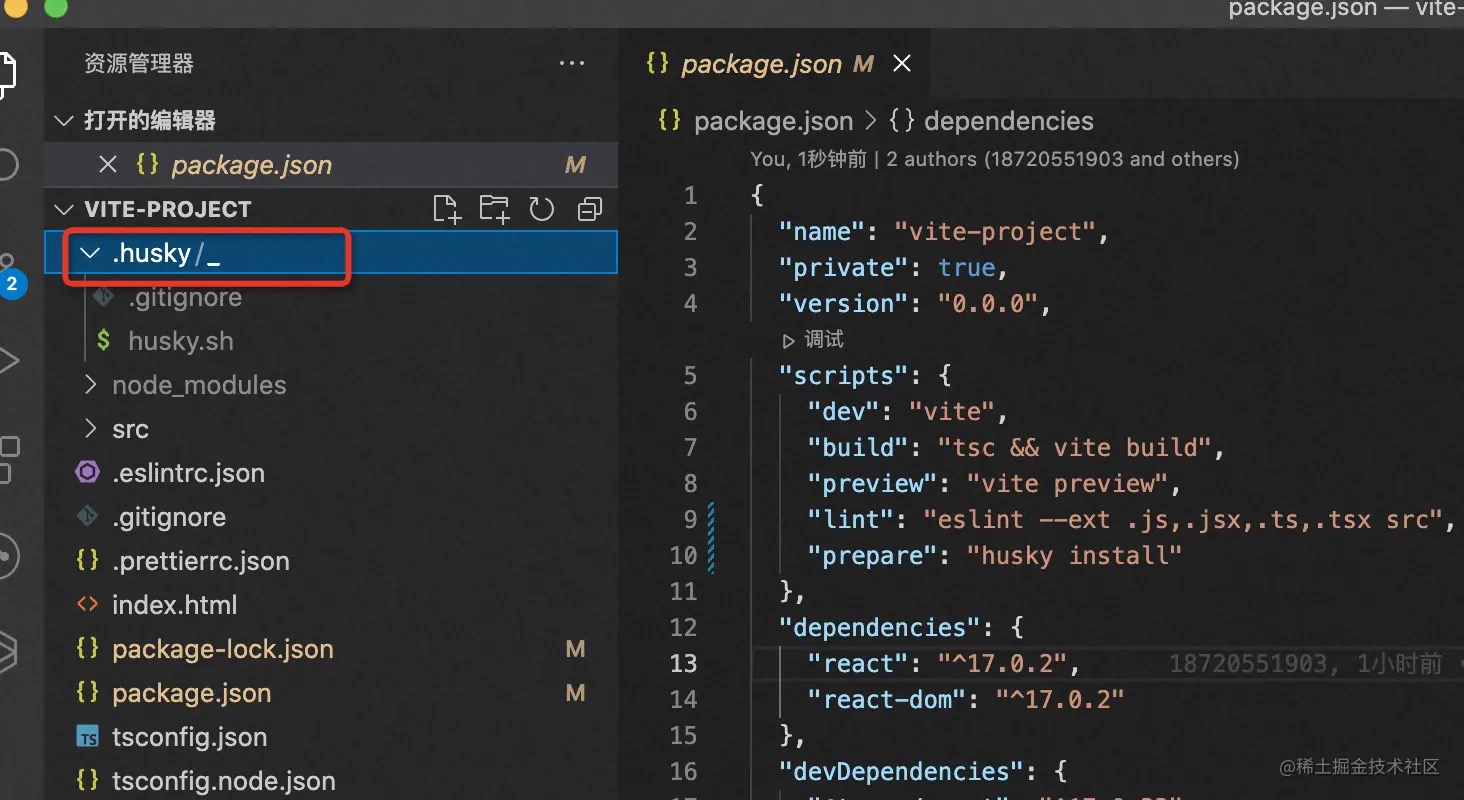 package.json — vite-
资源管理器
打开的编辑器
package.json M
VITE-PROJECT
.husky/_
.gitignore
husky.sh
node_modules
src
.eslintrc.json
.gitignore
.prettierrc.json
index.html
package-lock.json M
package.json M
tsconfig.json
tsconfig.node.json
2
package.json M
package.json > {} dependencies
You, 1秒钟前 | 2 authors (18720551903 and others)
1 {
2 "name": "vite-project",
3 "private": true,
4 "version": "0.0.0",
调试
5 "scripts": {
6 "dev": "vite",
7 "build": "tsc && vite build",
8 "preview": "vite preview",
9 "lint": "eslint --ext .js,.jsx,.ts,.tsx src",
10 "prepare": "husky install"
11 },
12 "dependencies": {
13 "react": "^17.0.2", 18720551903, 1小时前
14 "react-dom": "^17.0.2"
15 },
16 "devDependencies": {
@稀土掘金技术社区